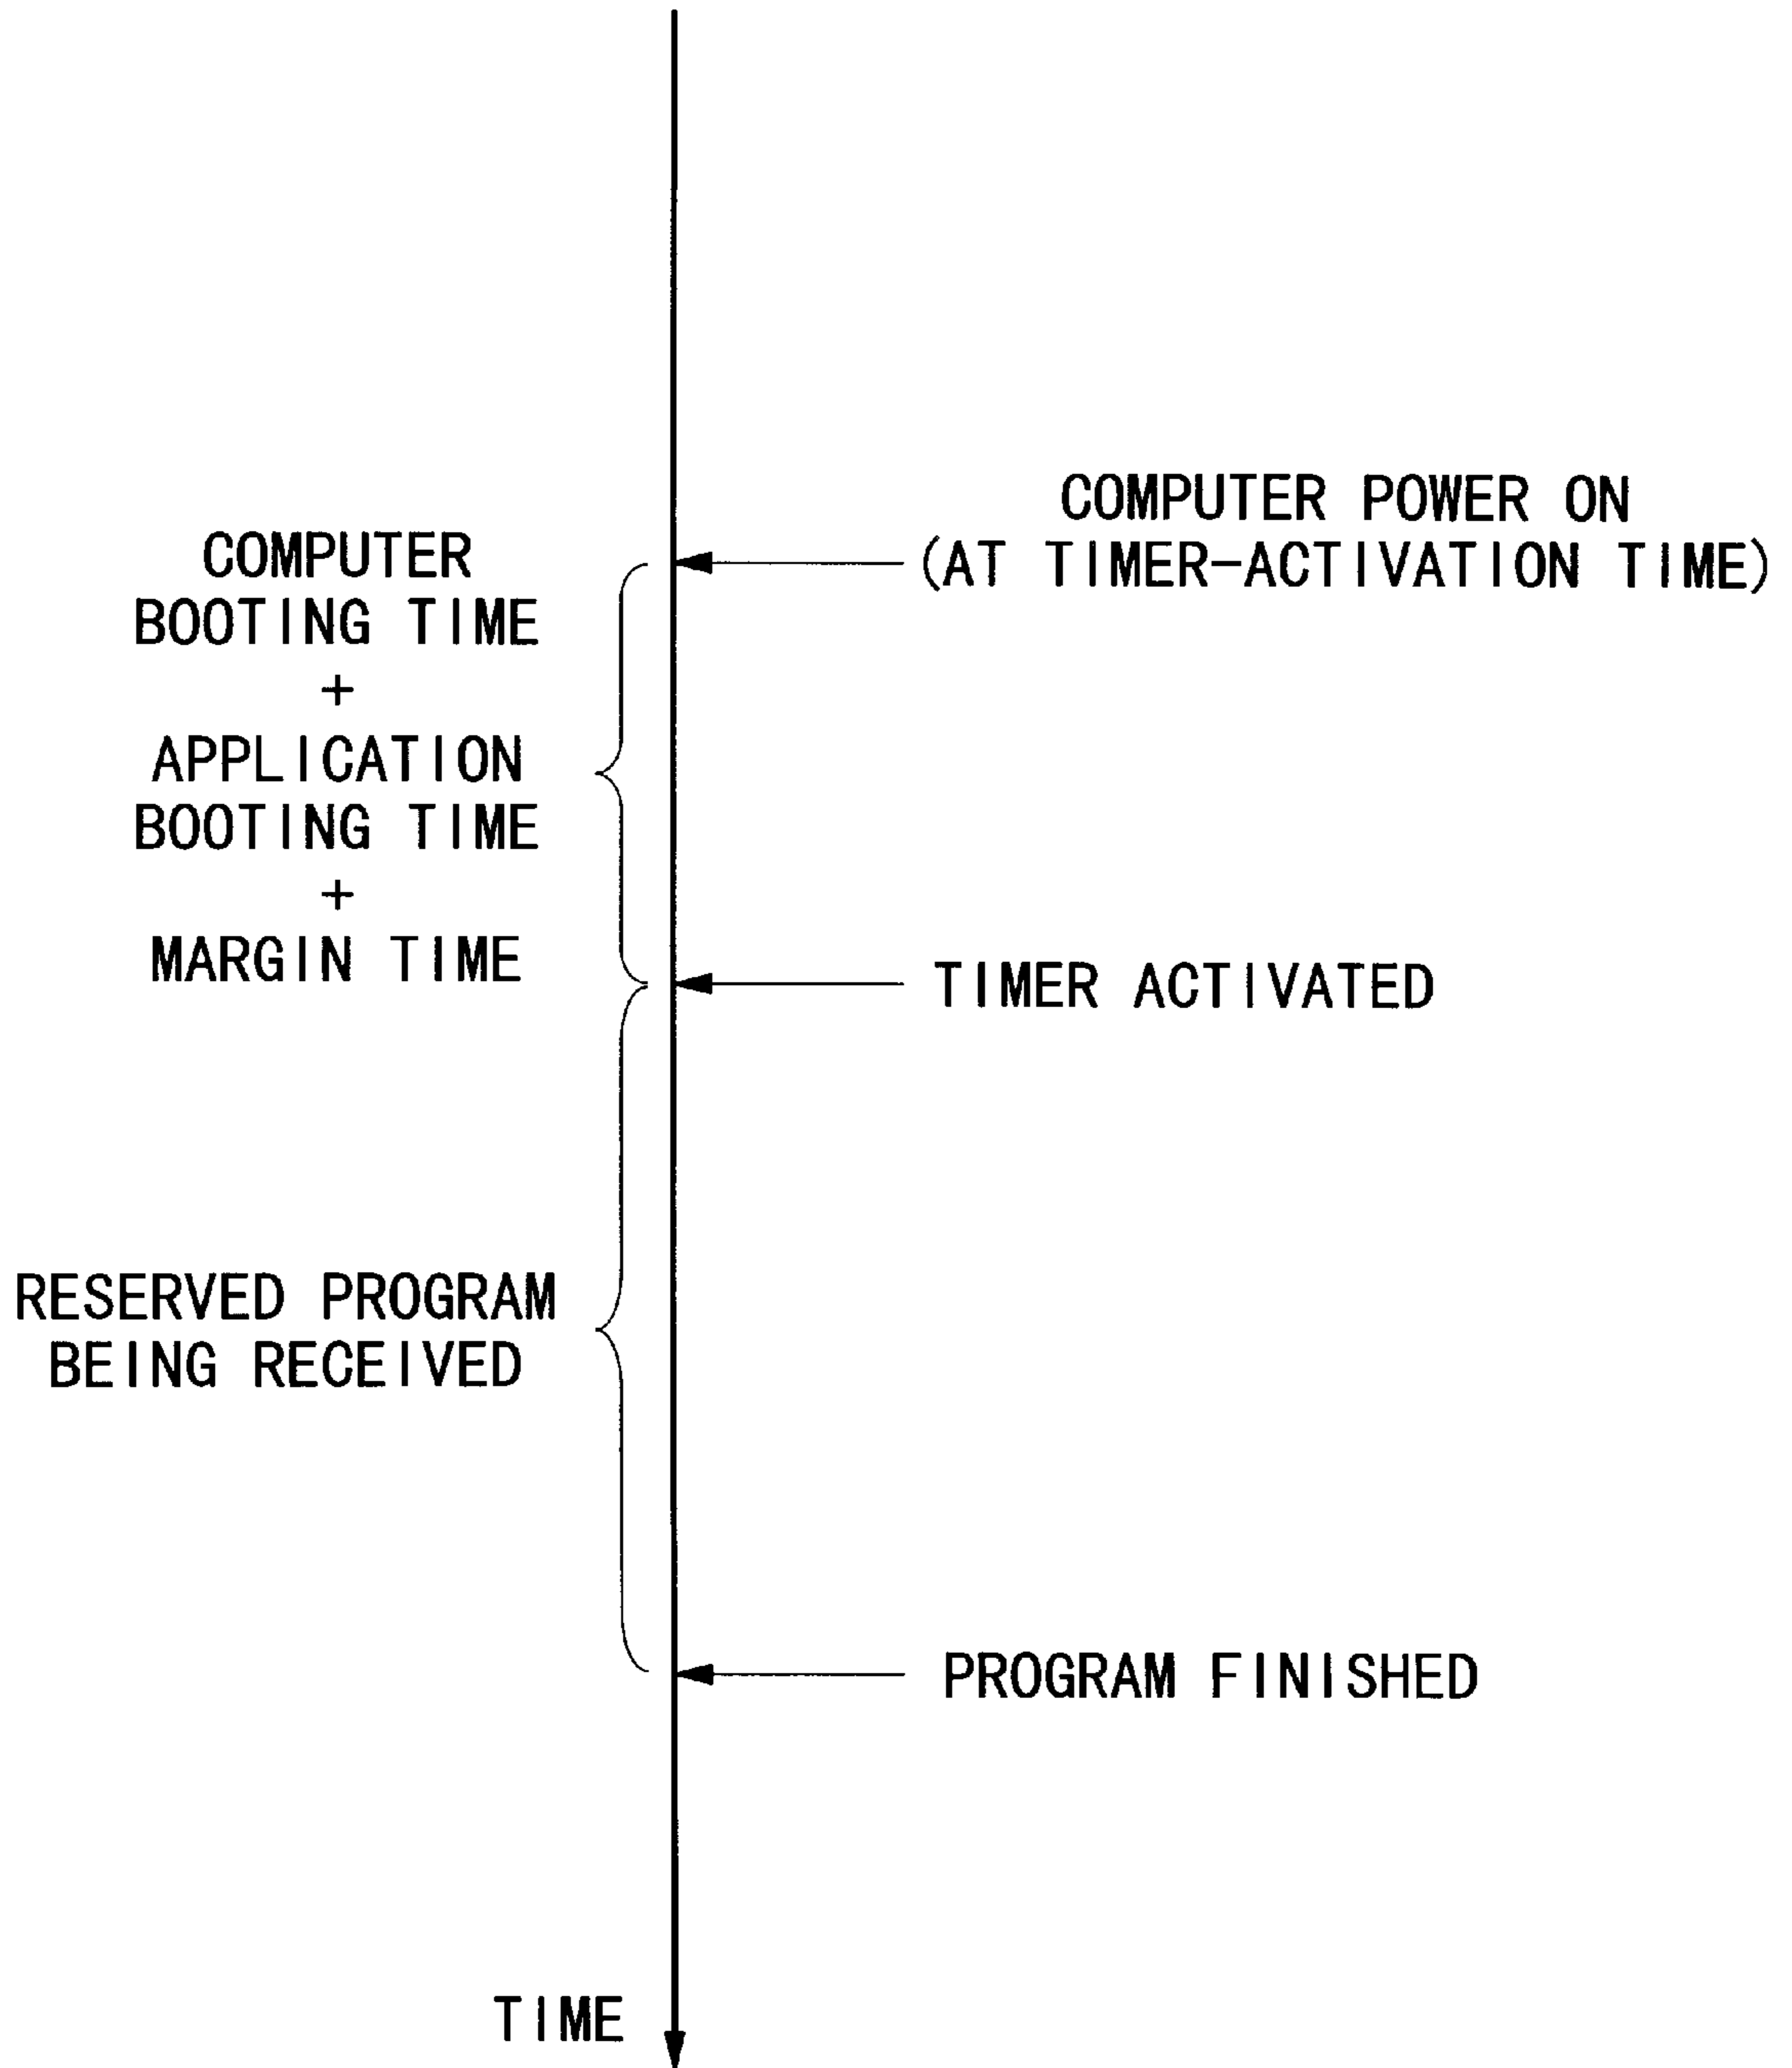 COMPUTER POWER ON
(AT TIMER-ACTIVATION TIME)
COMPUTER
BOOTING TIME
+
APPLICATION
BOOTING TIME
+
MARGIN TIME
TIMER ACTIVATED
RESERVED PROGRAM
BEING RECEIVED
PROGRAM FINISHED
TIME